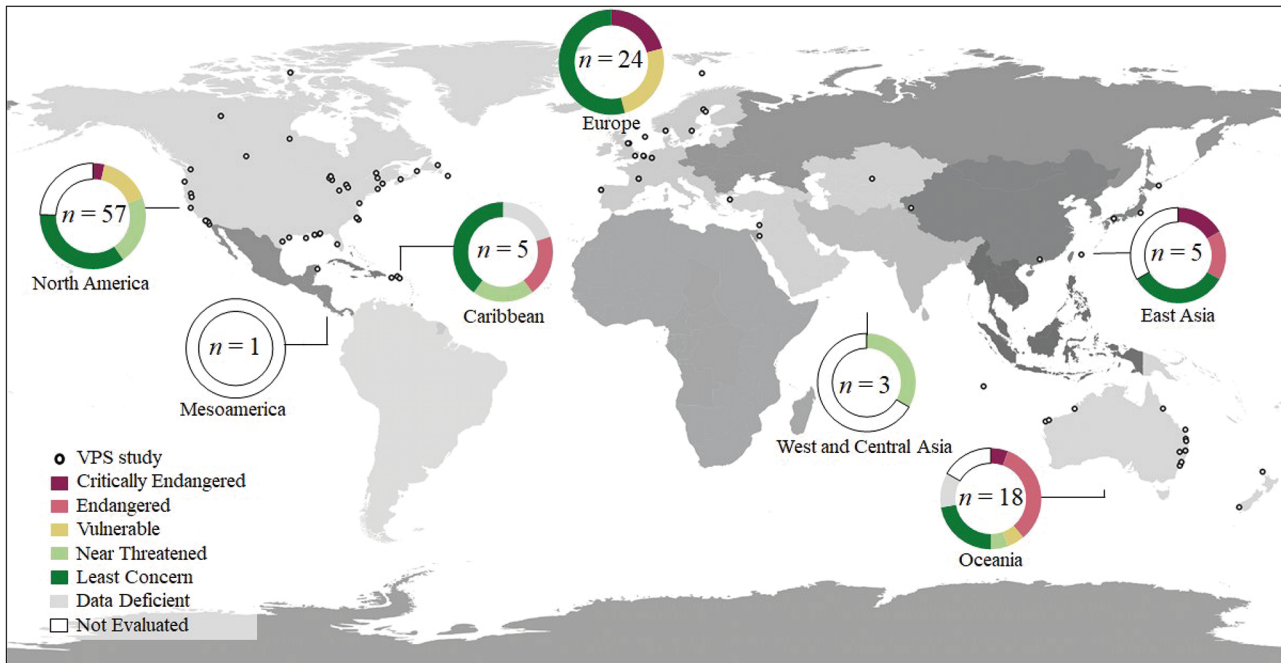 n = 24
Europe
n = 57
North America
n = 5
Caribbean
n = 5
East Asia
n = 1
Mesoamerica
n = 3
West and Central Asia
n = 18
Oceania
VPS study
Critically Endangered
Endangered
Vulnerable
Near Threatened
Least Concern
Data Deficient
Not Evaluated